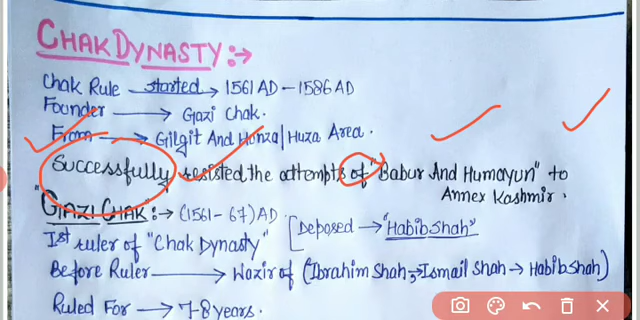 CHAK DYNASTY:→
Chak Rule started → 1561 AD – 1586 AD
Founder → Gazi Chak.
From → Gilgit And Hunza/Huza Area.
Successfully resisted the attempts of "Babur And Humayun" to
Annex Kashmir.
"GAZI CHAK":→ (1561-67) AD.
Ist ruler of "Chak Dynasty" [Deposed → "Habib Shah"
Before Ruler → Wazir of (Ibrahim Shah → Ismail Shah → Habib Shah)
Ruled For → 7-8 years.